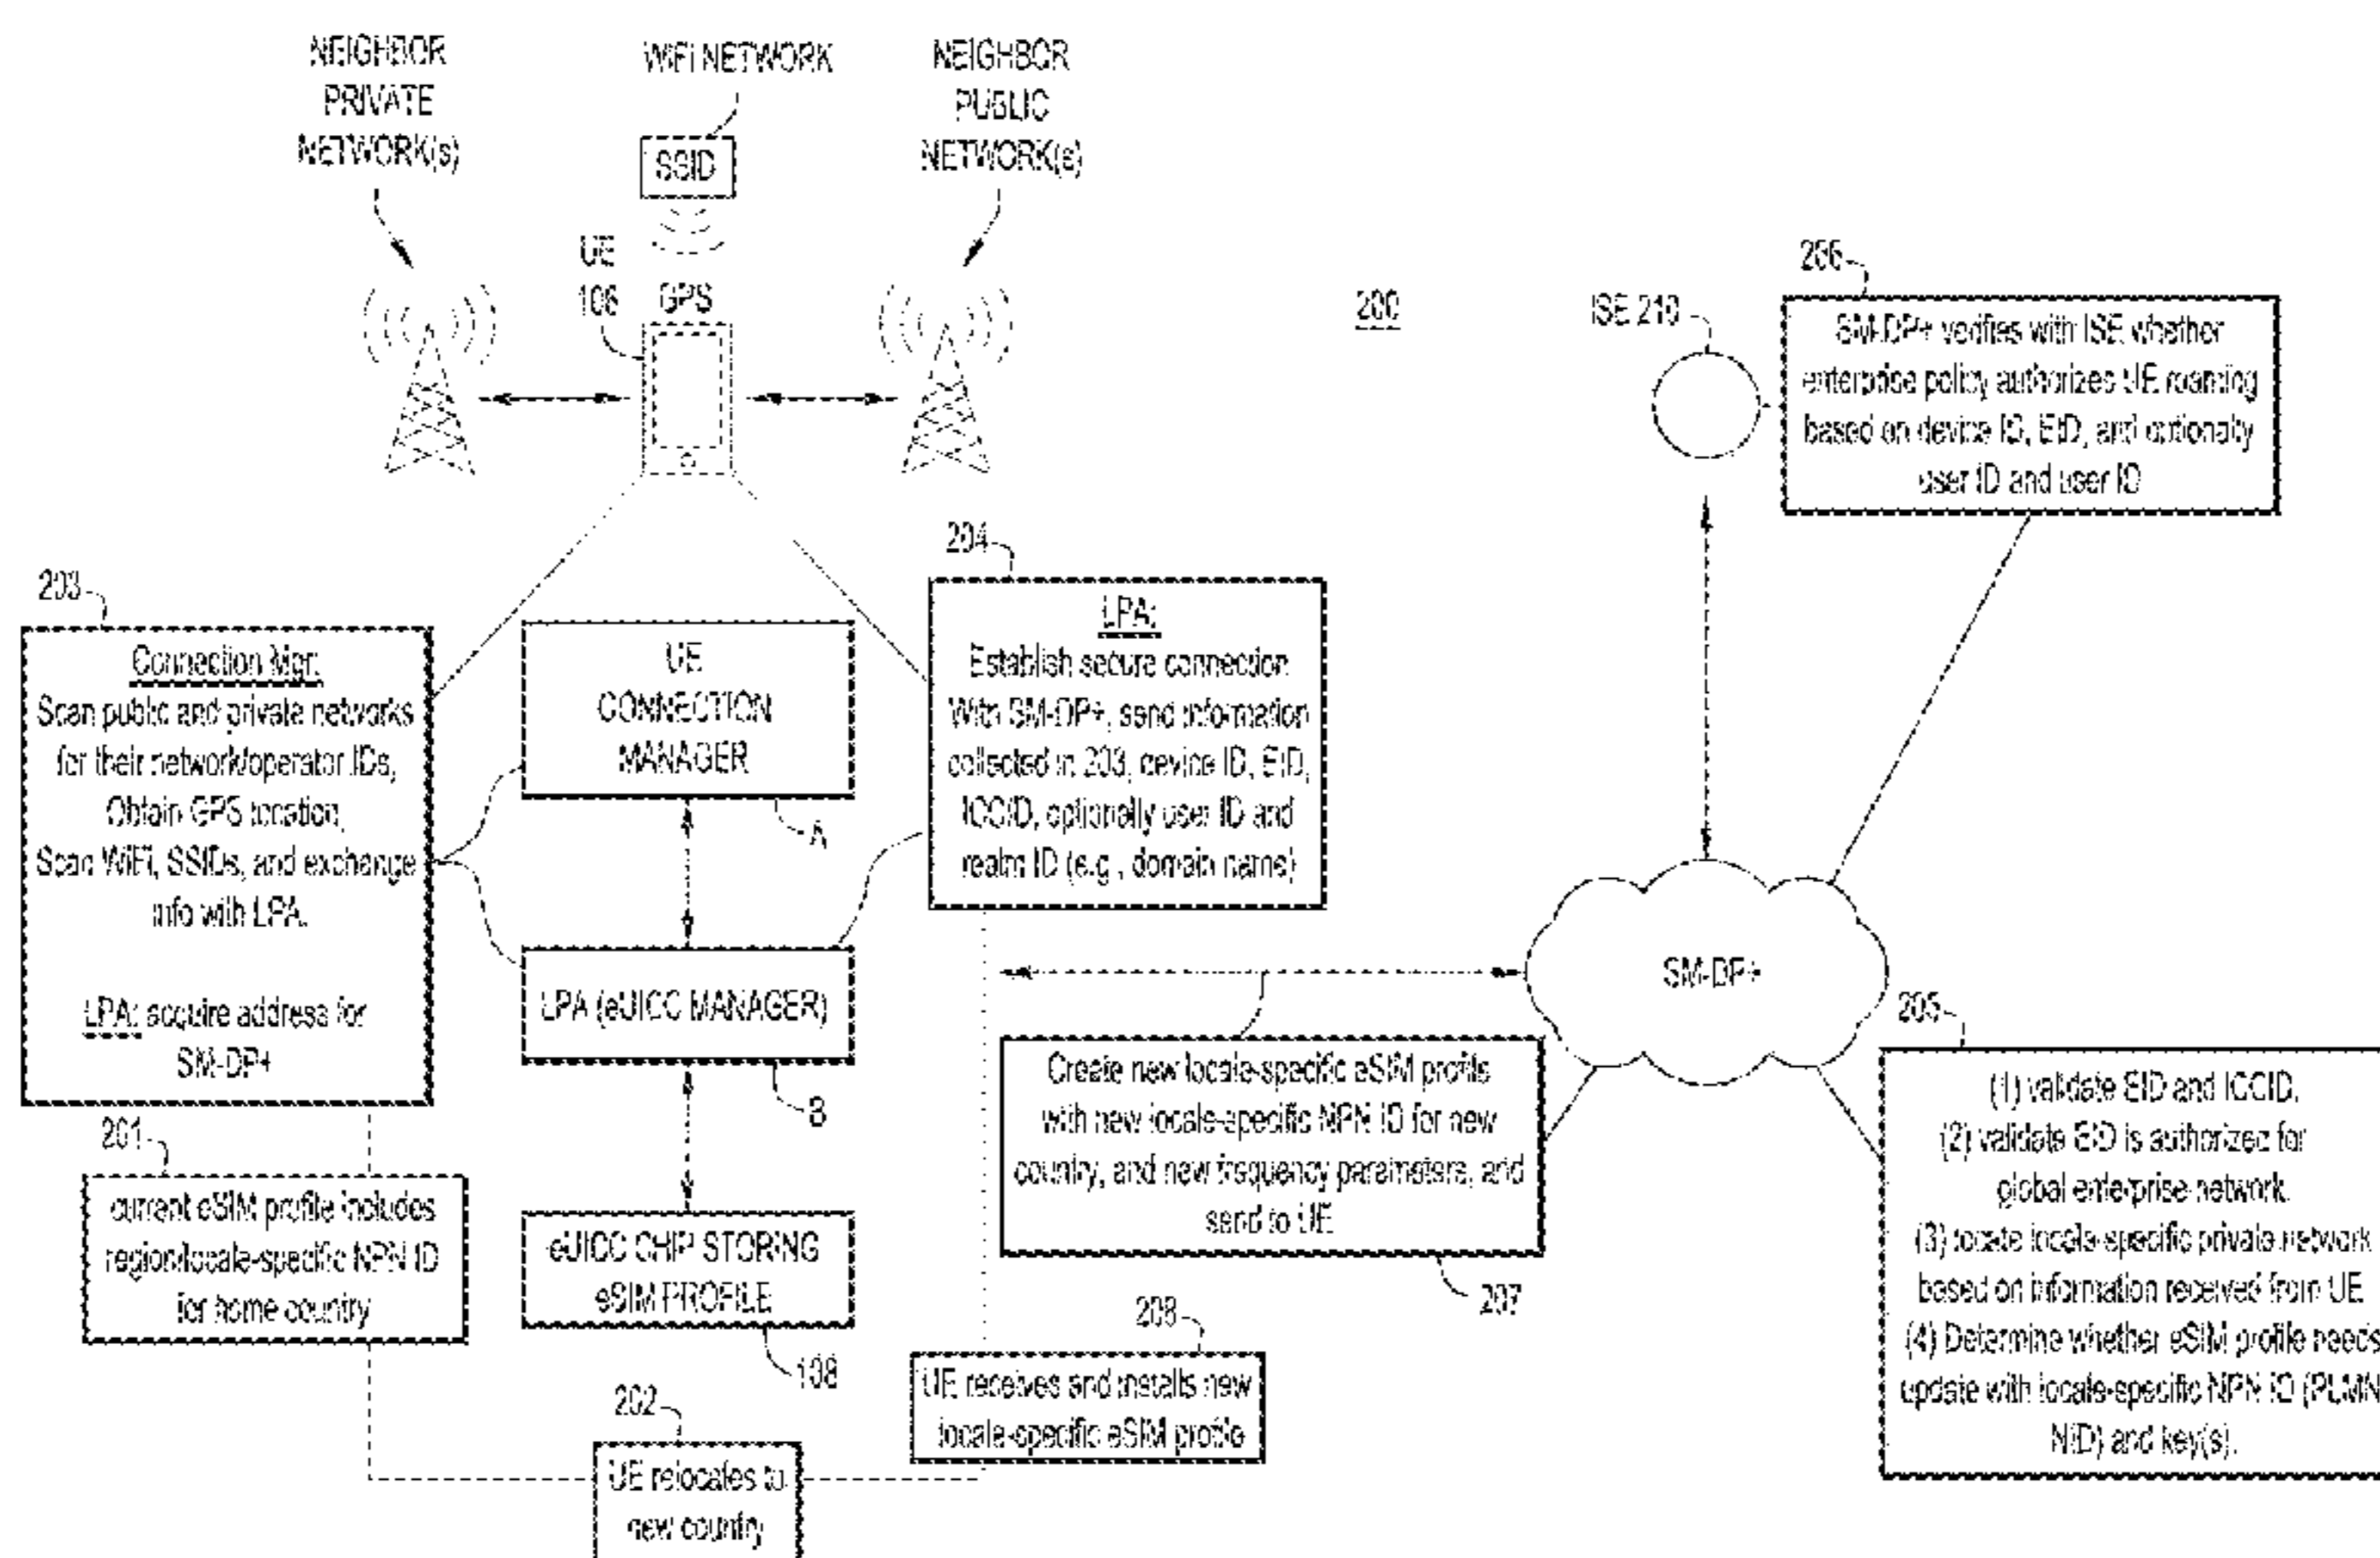 NEIGHBOR
PRIVATE
NETWORK(s)
WiFi NETWORK
SSID
NEIGHBOR
PUBLIC
NETWORK(s)
UE
106
GPS
200
ISE 210
206
SM-DP+ verifies with ISE whether
enterprise policy authorizes UE roaming
based on device ID, EID, and optionally
user ID and user ID
203
Connection Mgr:
Scan public and private networks
for their network/operator IDs,
Obtain GPS location,
Scan WiFi, SSIDs, and exchange
info with LPA.
LPA: acquire address for
SM-DP+
UE
CONNECTION
MANAGER
A
204
LPA:
Establish secure connection
With SM-DP+, send information
collected in 203, device ID, EID,
ICCID, optionally user ID and
realm ID (e.g., domain name)
LPA (eUICC MANAGER)
B
SM-DP+
201
current eSIM profile includes
region/locale-specific NPN ID
for home country
eUICC CHIP STORING
eSIM PROFILE
108
Create new locale-specific eSIM profile
with new locale-specific NPN ID for new
country, and new frequency parameters, and
send to UE
207
205
(1) validate EID and ICCID.
(2) validate EID is authorized for
global enterprise network.
(3) locate locale-specific private network
based on information received from UE
(4) Determine whether eSIM profile needs
update with locale-specific NPN ID (PLMN
NID) and key(s).
208
UE receives and installs new
locale-specific eSIM profile
202
UE relocates to
new country